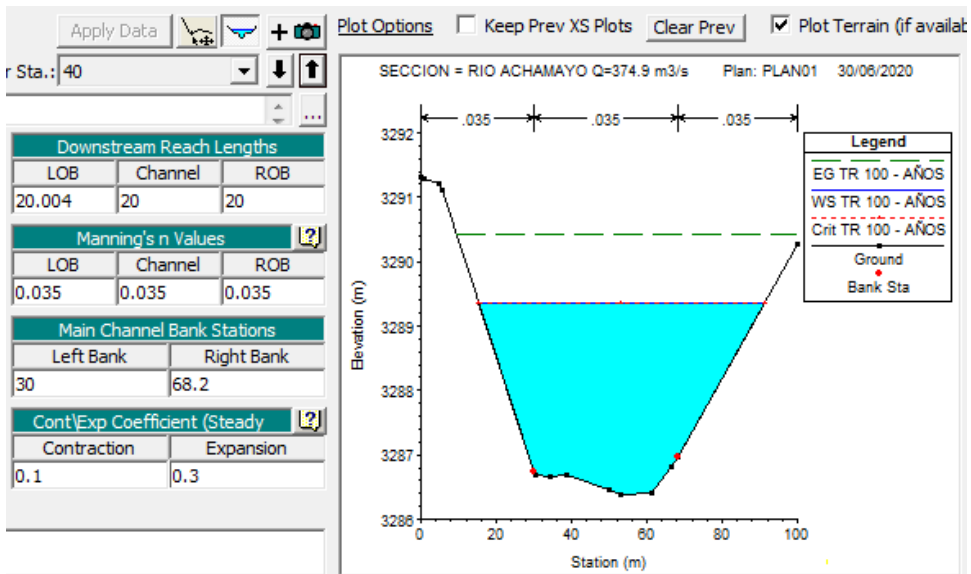 Apply Data
Plot Options
Keep Prev XS Plots
Clear Prev
Plot Terrain (if availab
r Sta.: 40
...
Downstream Reach Lengths
LOB Channel ROB
20.004 20 20
Manning's n Values
?
LOB Channel ROB
0.035 0.035 0.035
Main Channel Bank Stations
Left Bank Right Bank
30 68.2
Cont\Exp Coefficient (Steady
?
Contraction Expansion
0.1 0.3
SECCION = RIO ACHAMAYO Q=374.9 m3/s Plan: PLAN01 30/06/2020
.035 .035 .035
3292
3291
3290
3289
3288
3287
3286
Elevation (m)
0 20 40 60 80 100
Station (m)
Legend
EG TR 100 - AÑOS
WS TR 100 - AÑOS
Crit TR 100 - AÑOS
Ground
Bank Sta